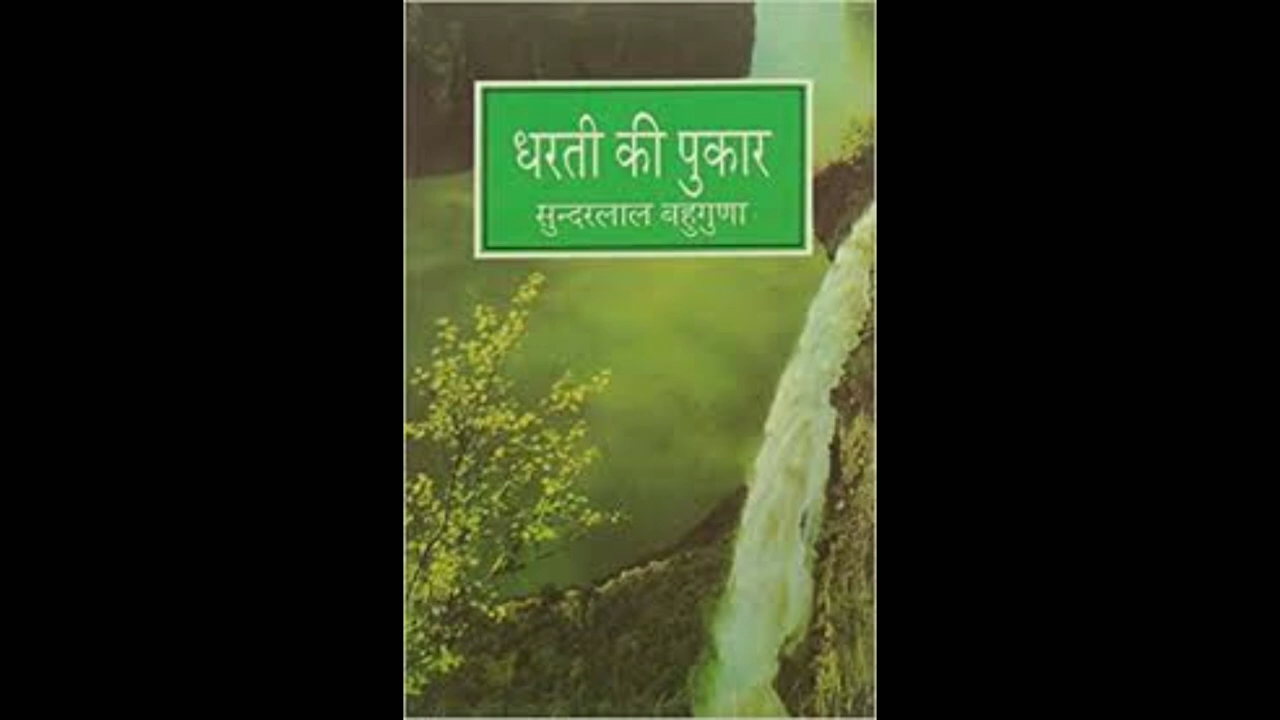 धरती की पुकार
सुन्दरलाल बहुगुणा